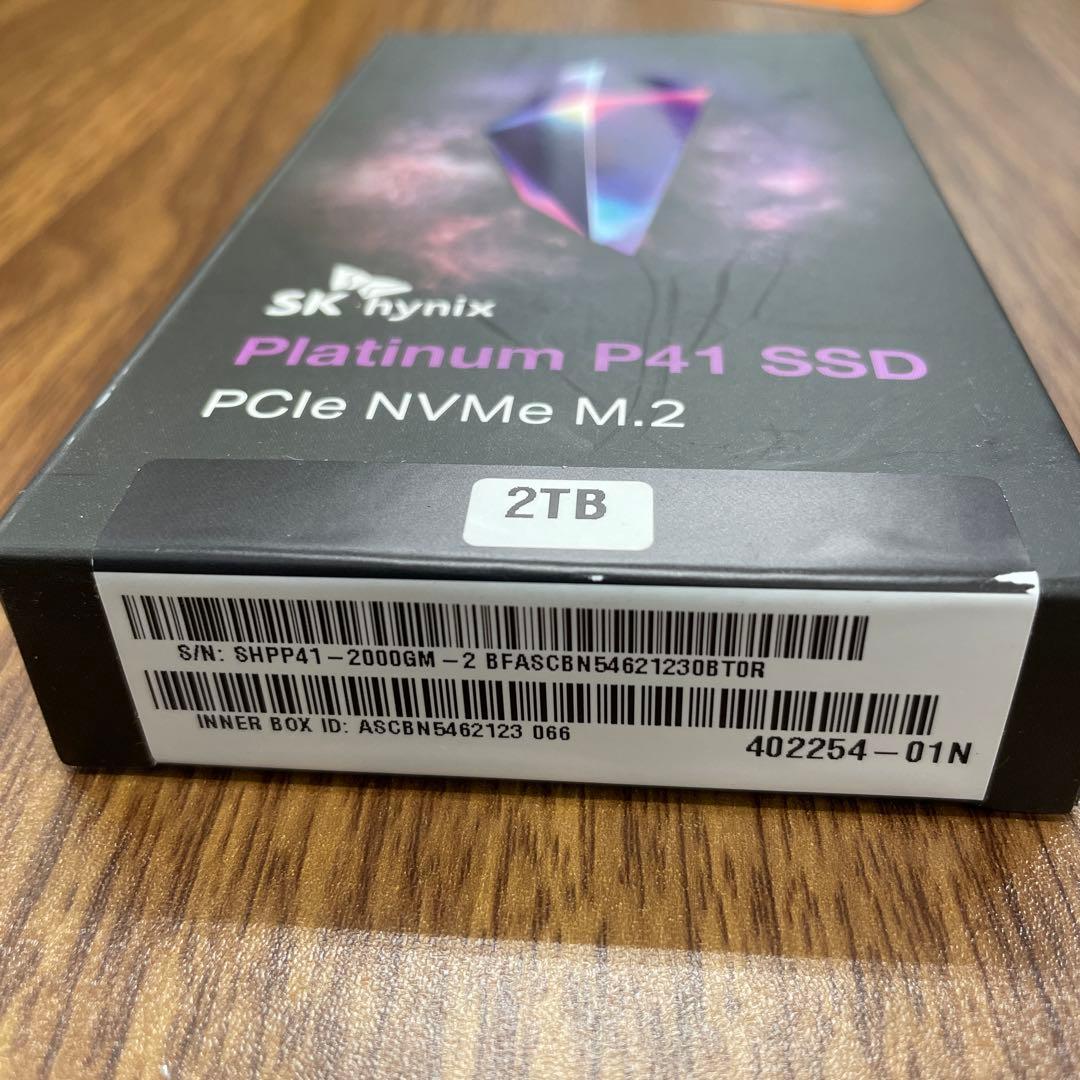 SK hynix
Platinum P41 SSD
PCIe NVMe M.2
2TB
S/N: SHPP41-2000GM-2 BFASCBN54621230BT0R
INNER BOX ID: ASCBN5462123 066
402254-01N